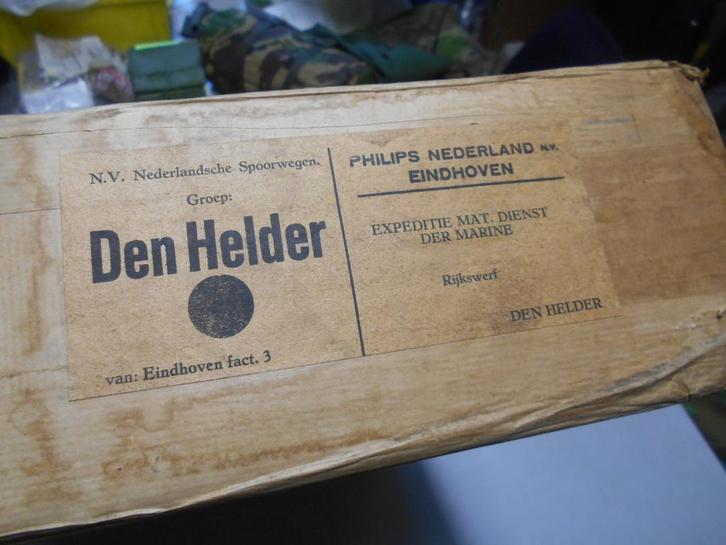 N.V. Nederlandsche Spoorwegen.
Groep:
Den Helder
van: Eindhoven fact. 3
PHILIPS NEDERLAND N.V.
EINDHOVEN
EXPEDITIE MAT. DIENST
DER MARINE
Rijkswerf
DEN HELDER